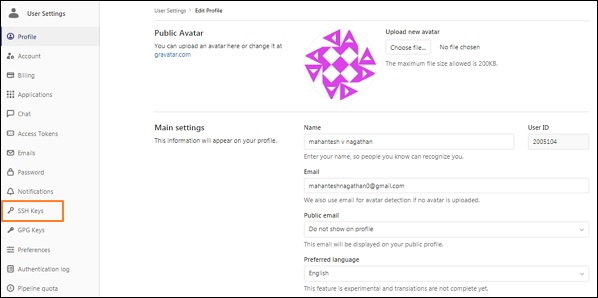 User Settings
Profile
Account
Billing
Applications
Chat
Access Tokens
Emails
Password
Notifications
SSH Keys
GPG Keys
Preferences
Authentication log
Pipeline quota
User Settings › Edit Profile
Public Avatar
You can upload an avatar here or change it at
gravatar.com
Upload new avatar
Choose file... No file chosen
The maximum file size allowed is 200KB.
Main settings
This information will appear on your profile.
Name User ID
mahantesh v nagathan 2005104
Enter your name, so people you know can recognize you.
Email
mahanteshnagathan0@gmail.com
We also use email for avatar detection if no avatar is uploaded.
Public email
Do not show on profile
This email will be displayed on your public profile.
Preferred language
English
This feature is experimental and translations are not complete yet.